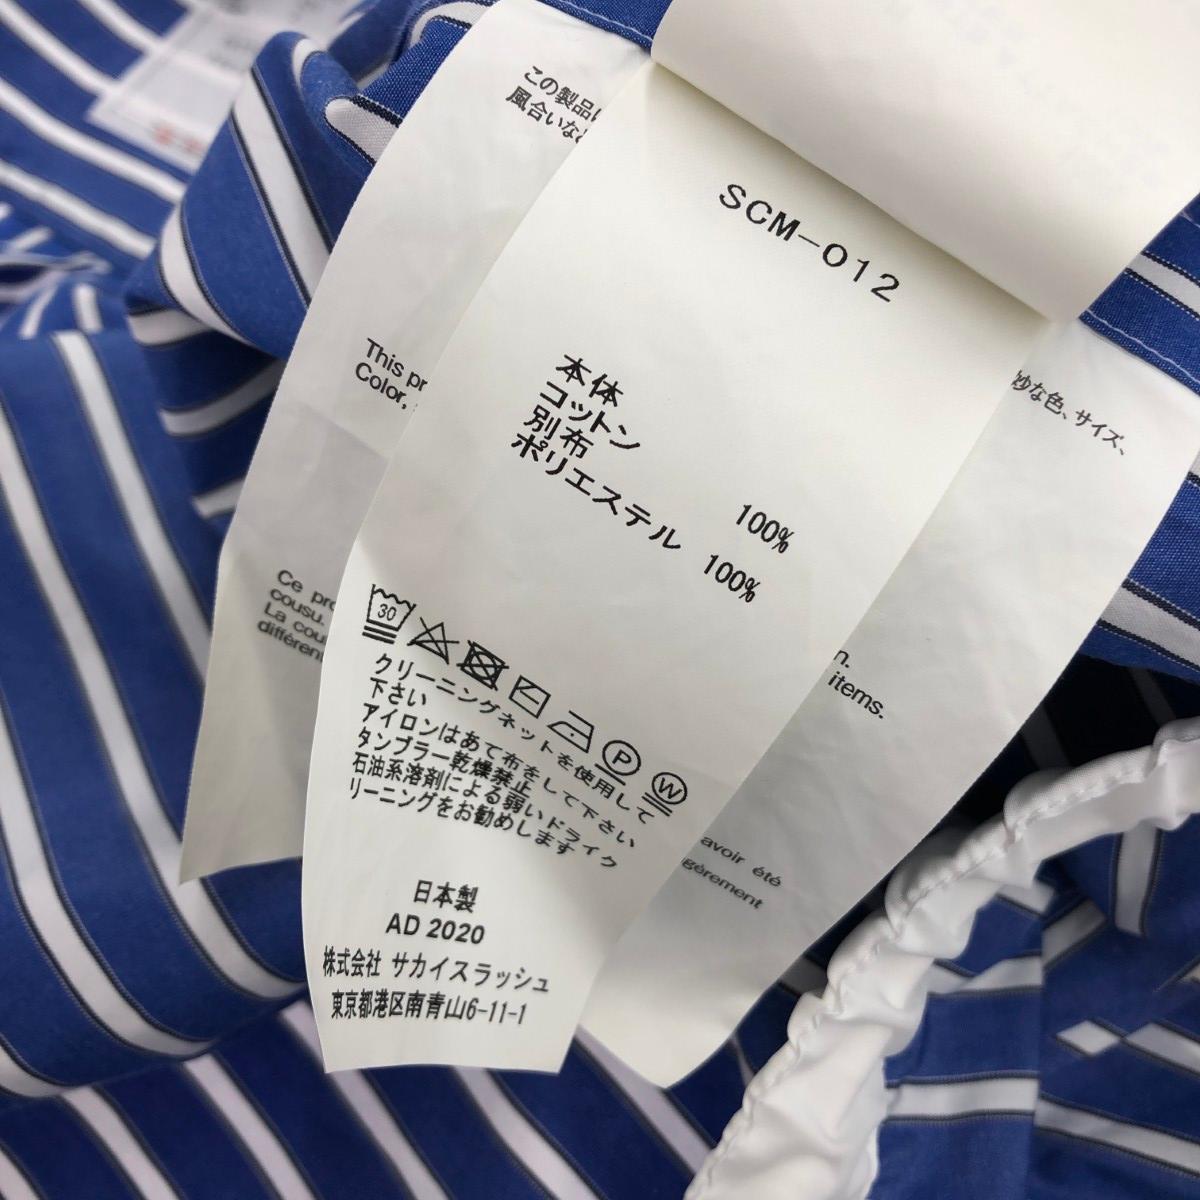 SCM-012
本体
コットン 100%
別布
ポリエステル 100%
30
P
W
クリーニングネットを使用して
下さい
アイロンはあて布をして下さい
タンブラー乾燥禁止
石油系溶剤による弱いドライク
リーニングをお勧めします
日本製
AD 2020
株式会社 サカイスラッシュ
東京都港区南青山6-11-1
この製品に
風合いなど
This pr
Color,
Ce pro
cousu.
La cou
différent
妙な色、サイズ、
n.
items.
avoir été
gèrement